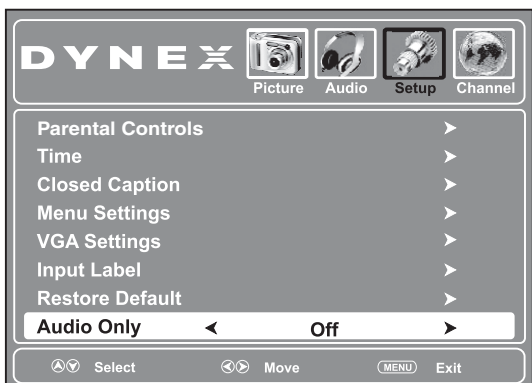 DYNEX
Picture Audio Setup Channel
Parental Controls
Time
Closed Caption
Menu Settings
VGA Settings
Input Label
Restore Default
Audio Only Off
Select Move MENU Exit